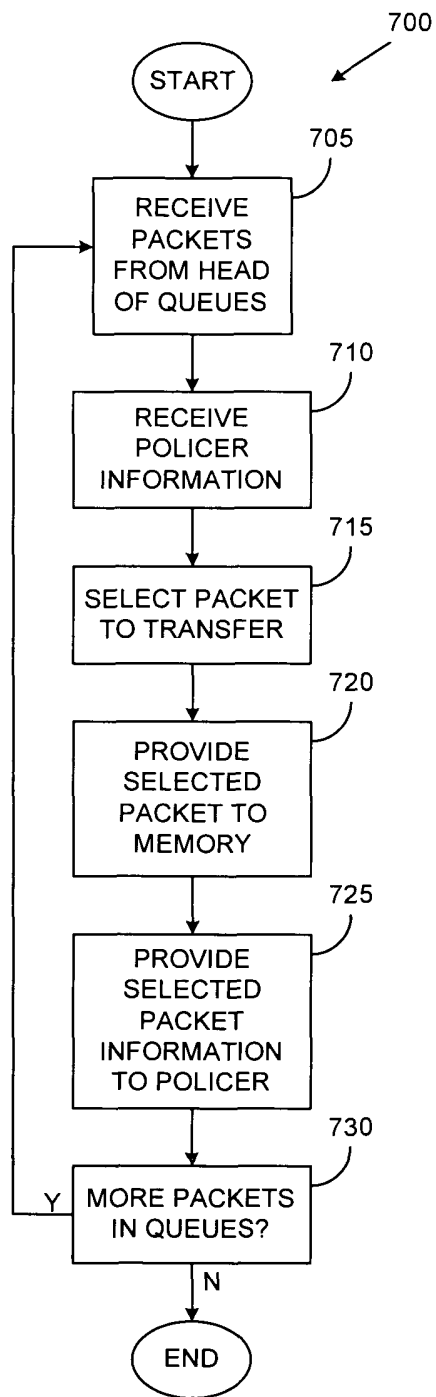 700
START
705
RECEIVE
PACKETS
FROM HEAD
OF QUEUES
710
RECEIVE
POLICER
INFORMATION
715
SELECT PACKET
TO TRANSFER
720
PROVIDE
SELECTED
PACKET TO
MEMORY
725
PROVIDE
SELECTED
PACKET
INFORMATION
TO POLICER
730
Y
MORE PACKETS
IN QUEUES?
N
END